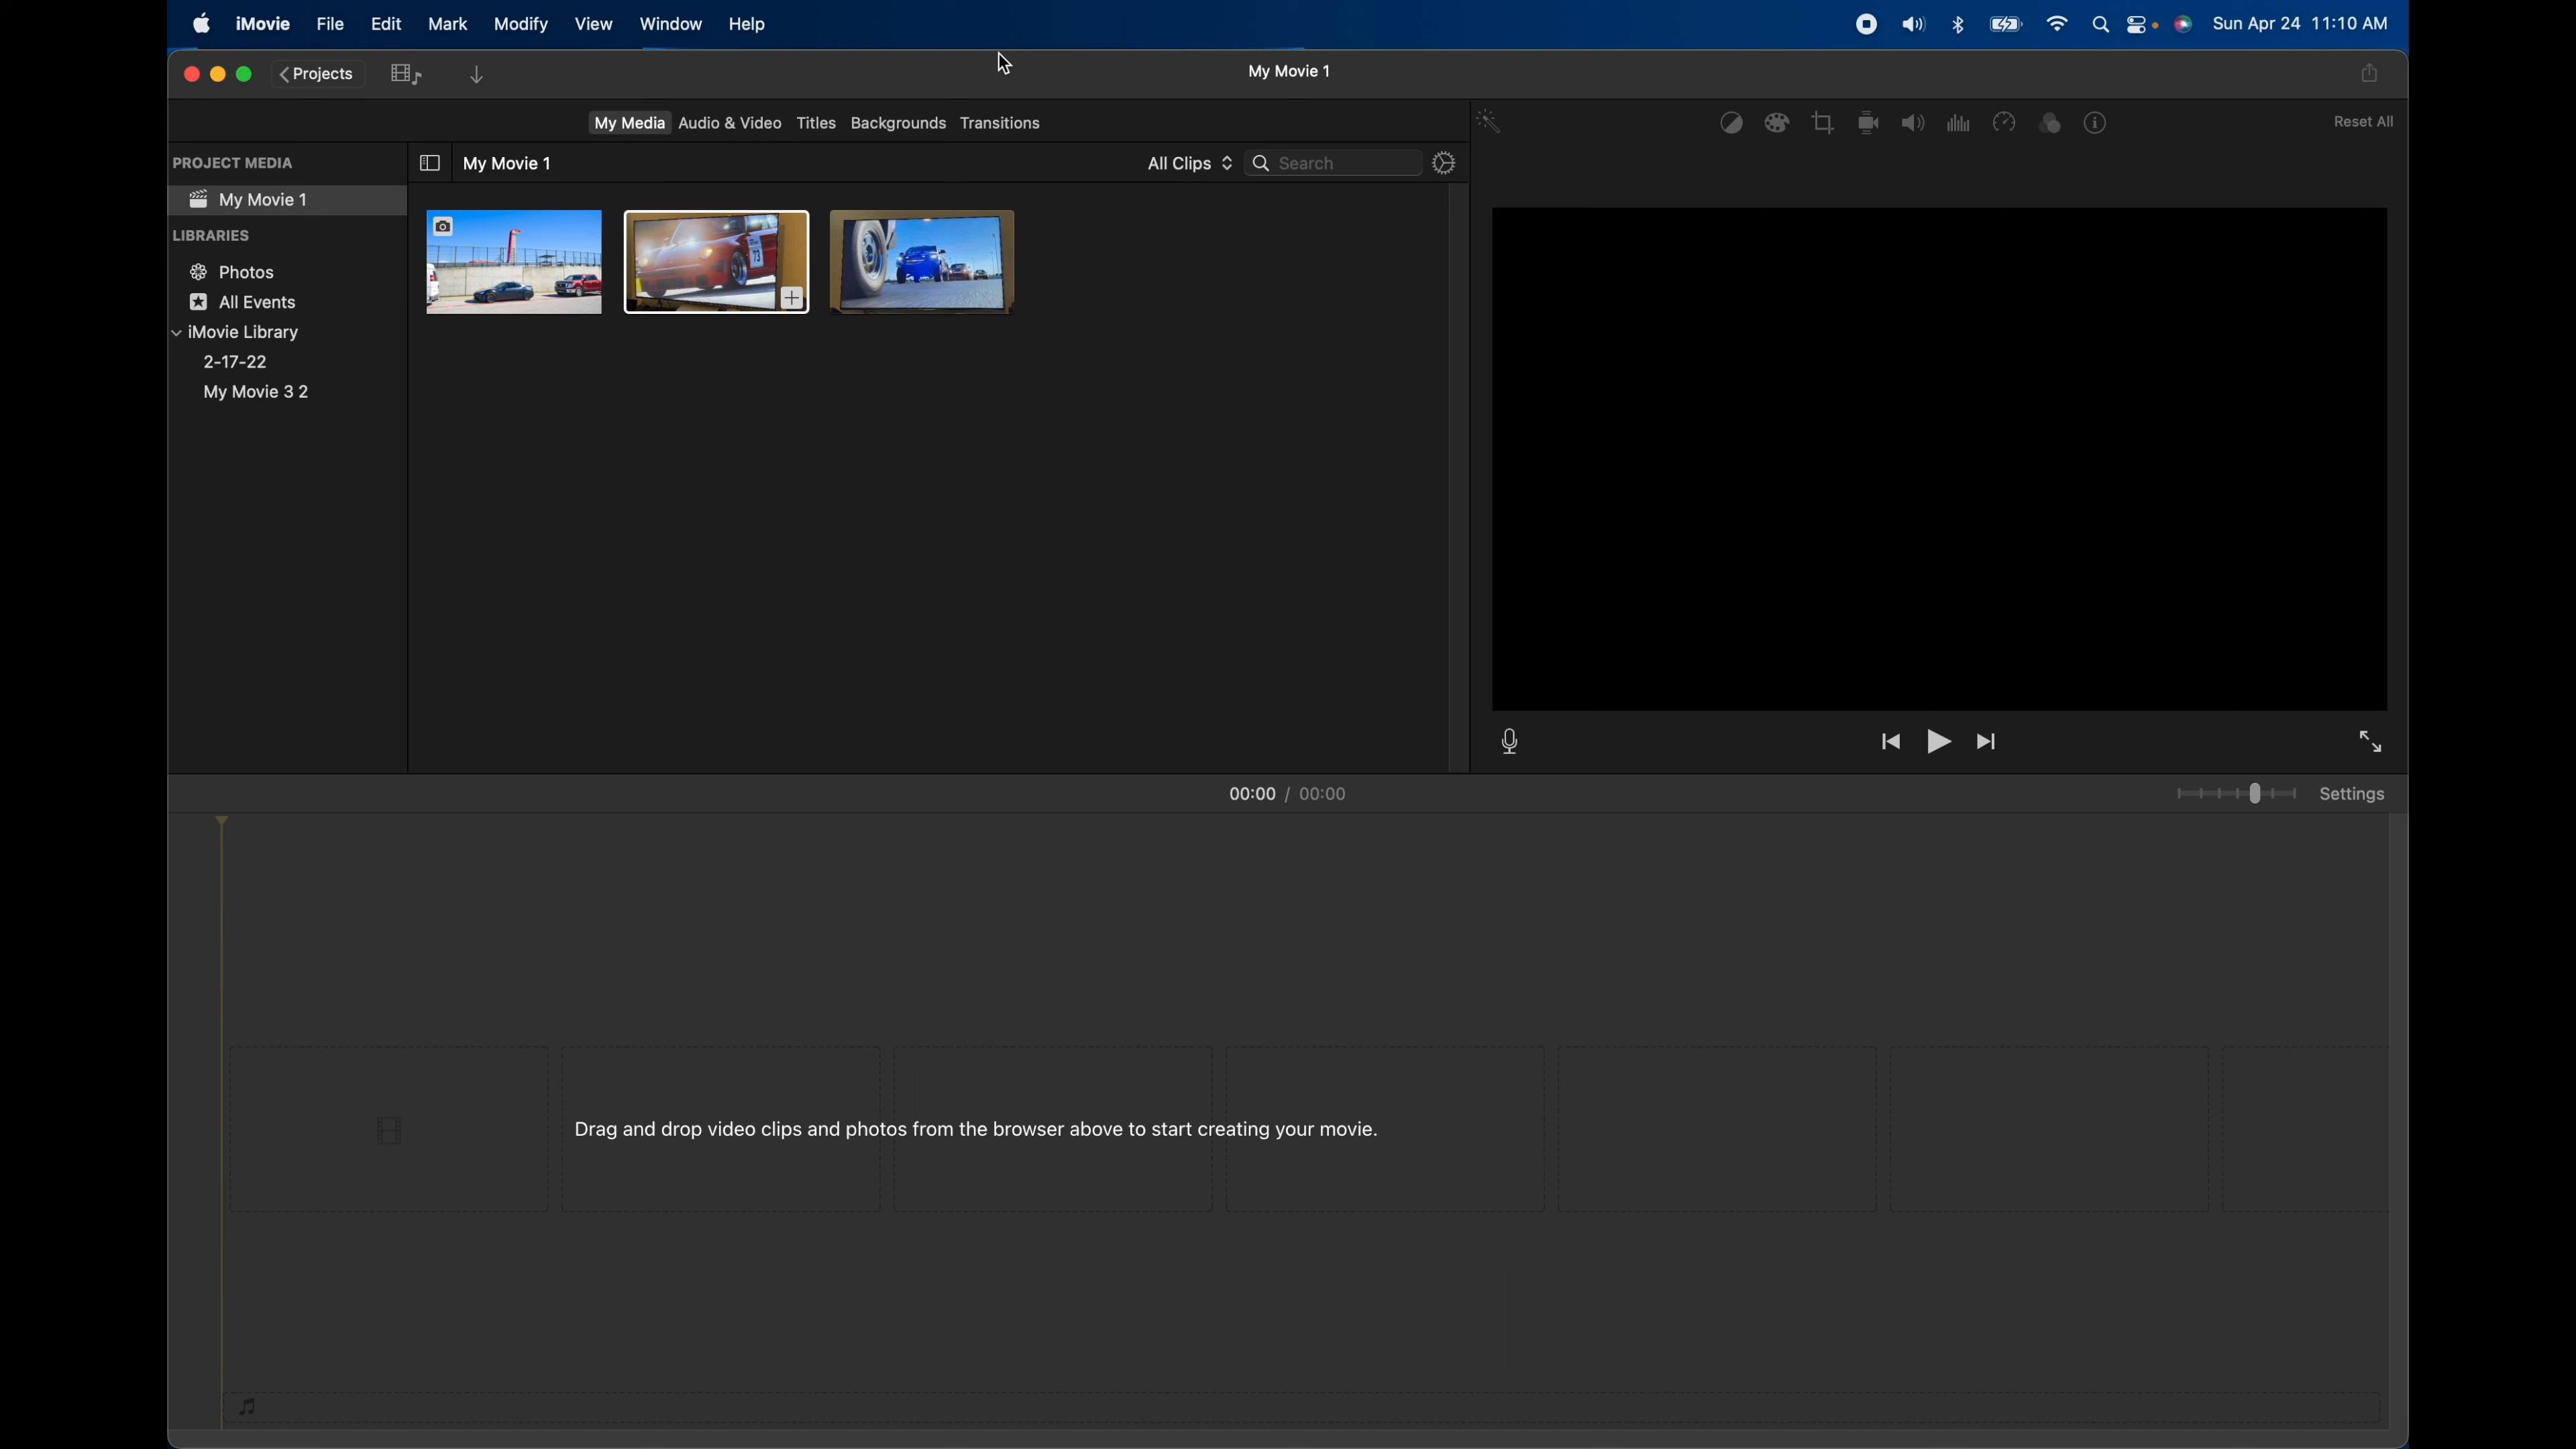 iMovie File Edit Mark Modify View Window Help Sun Apr 24 11:10 AM
Projects My Movie 1
My Media Audio & Video Titles Backgrounds Transitions Reset All
PROJECT MEDIA My Movie 1 All Clips Search
My Movie 1
LIBRARIES
Photos
All Events
iMovie Library
2-17-22
My Movie 3 2
73
00:00 / 00:00 Settings
Drag and drop video clips and photos from the browser above to start creating your movie.